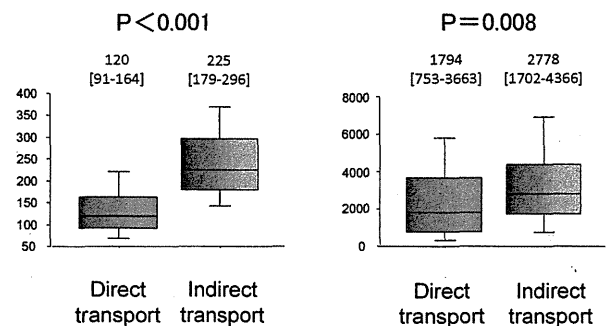 P<0.001
120 225
[91-164] [179-296]
400
350
300
250
200
150
100
50
Direct Indirect
transport transport
P=0.008
1794 2778
[753-3663] [1702-4366]
8000
6000
4000
2000
0
Direct Indirect
transport transport